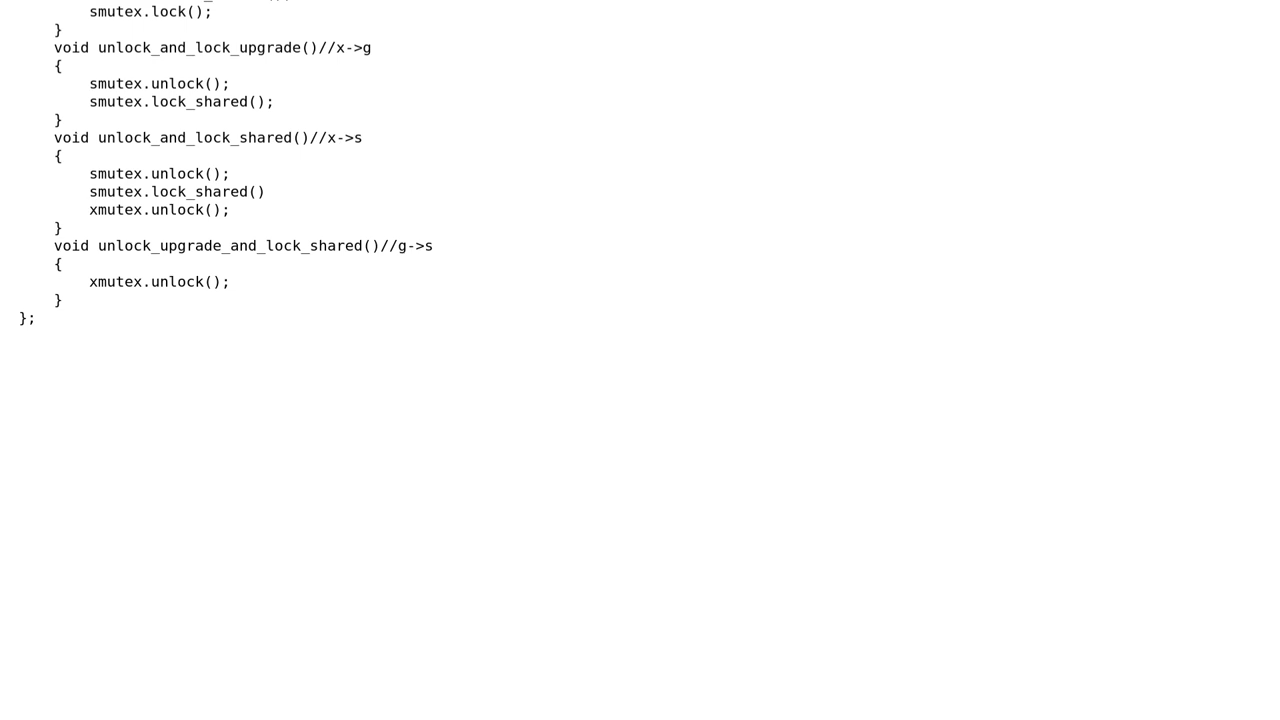 smutex.lock();
}
void unlock_and_lock_upgrade()//x->g
{
smutex.unlock();
smutex.lock_shared();
}
void unlock_and_lock_shared()//x->s
{
smutex.unlock();
smutex.lock_shared()
xmutex.unlock();
}
void unlock_upgrade_and_lock_shared()//g->s
{
xmutex.unlock();
}
};